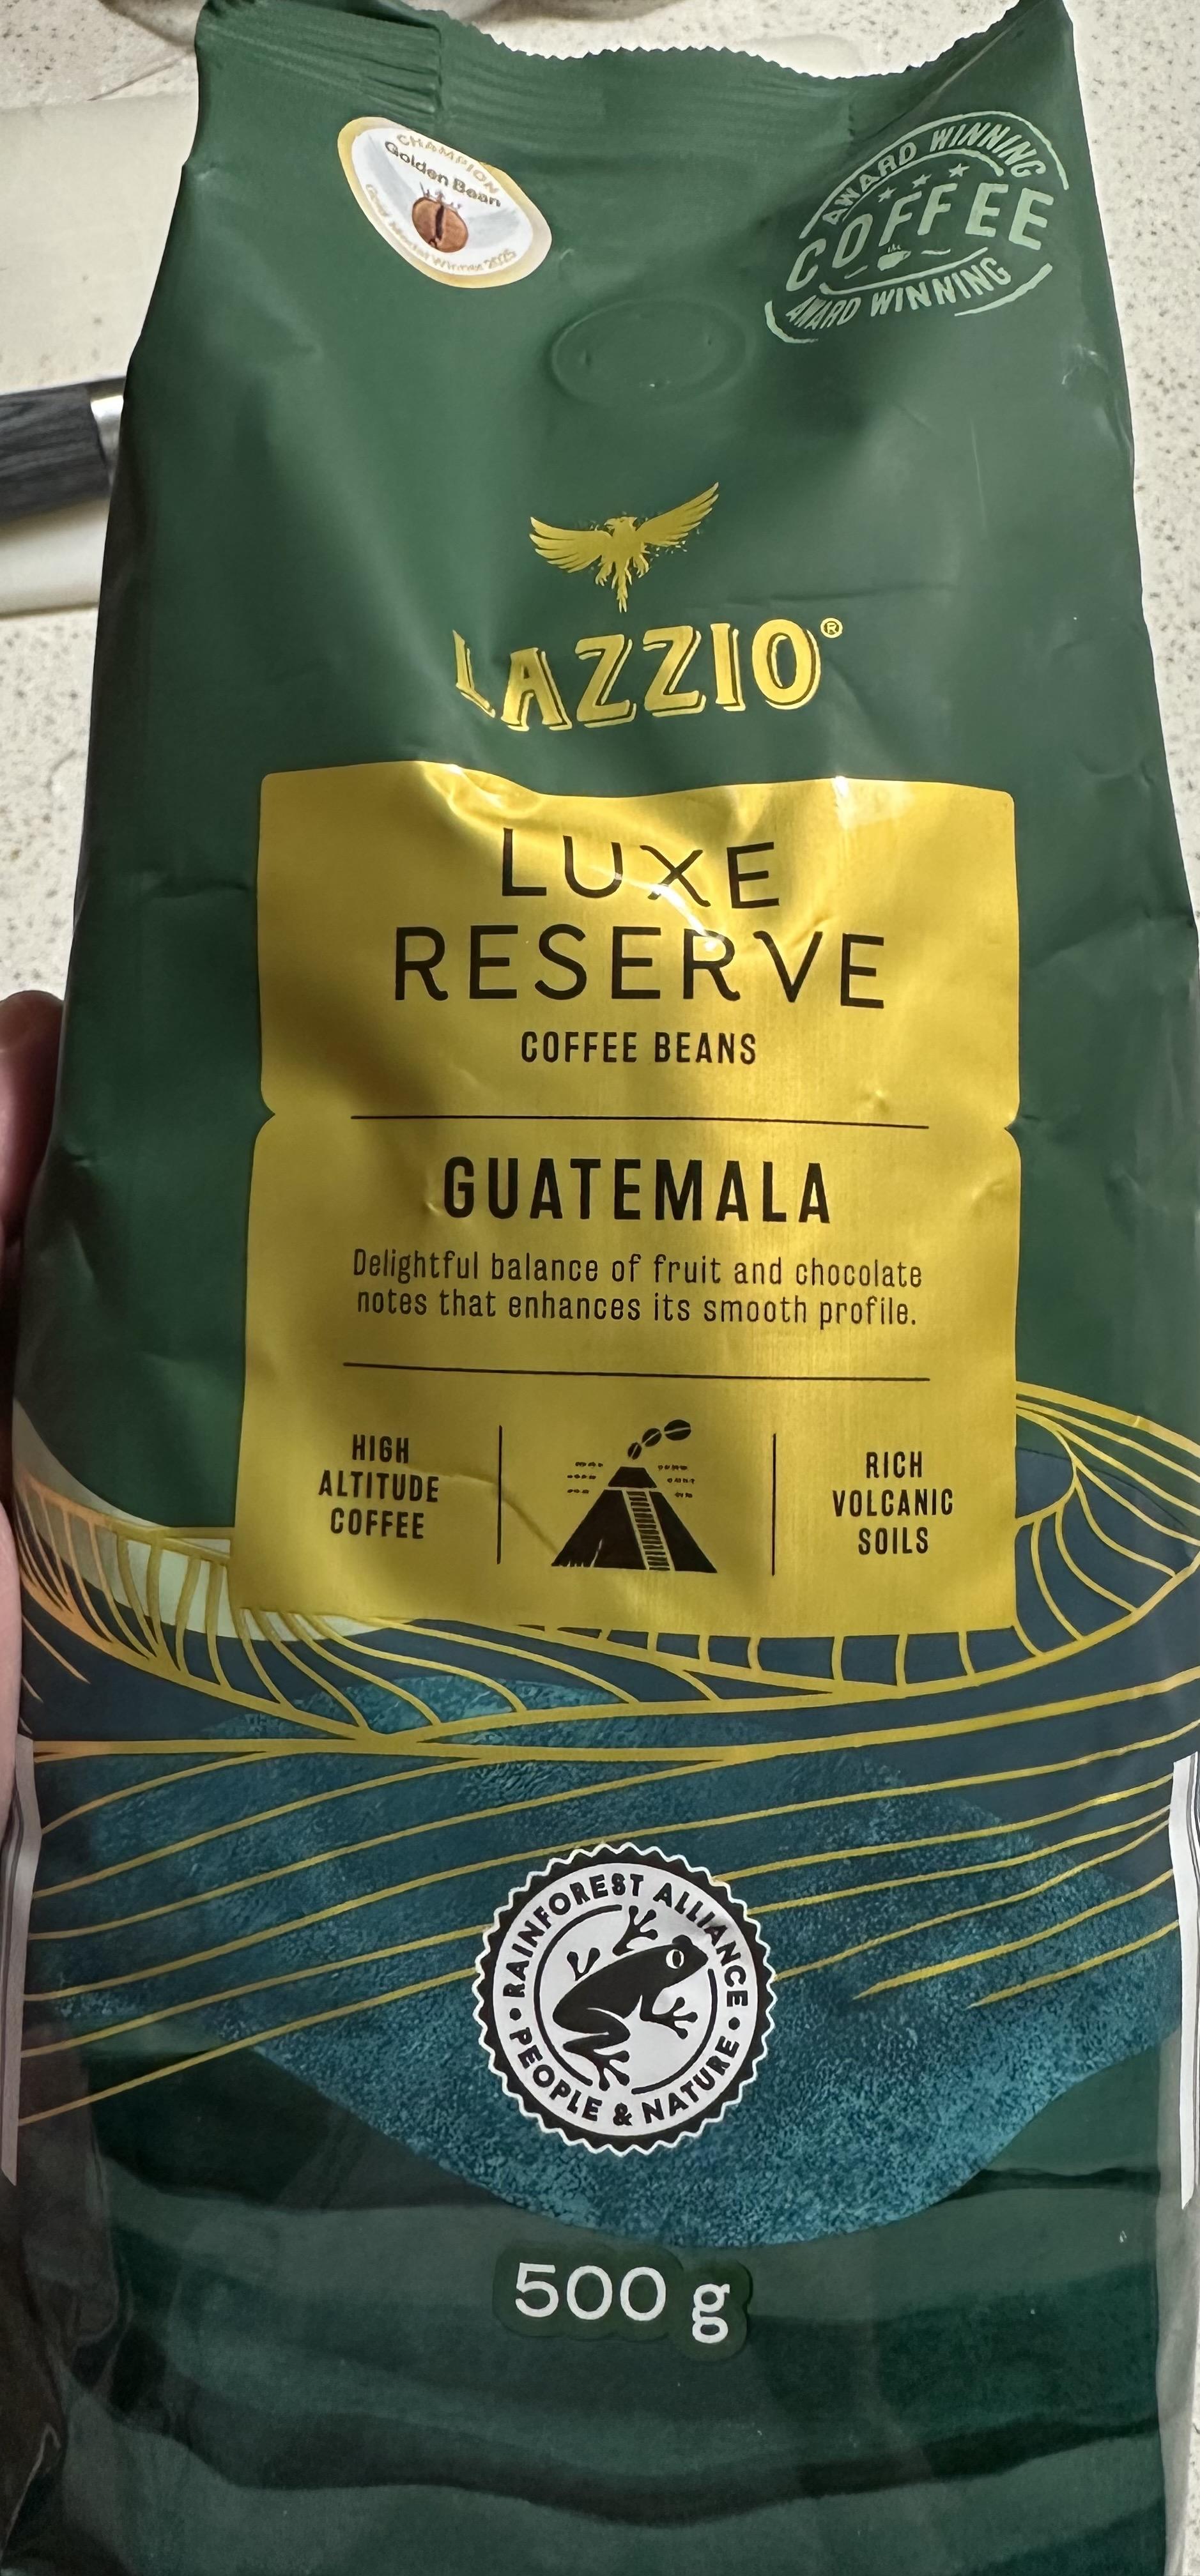 CHAMPION
Golden Bean
2025
AWARD WINNING
COFFEE
AWARD WINNING
LAZZIO®
LUXE
RESERVE
COFFEE BEANS
GUATEMALA
Delightful balance of fruit and chocolate
notes that enhances its smooth profile.
HIGH
ALTITUDE
COFFEE
RICH
VOLCANIC
SOILS
RAINFOREST ALLIANCE
• PEOPLE & NATURE •
500 g